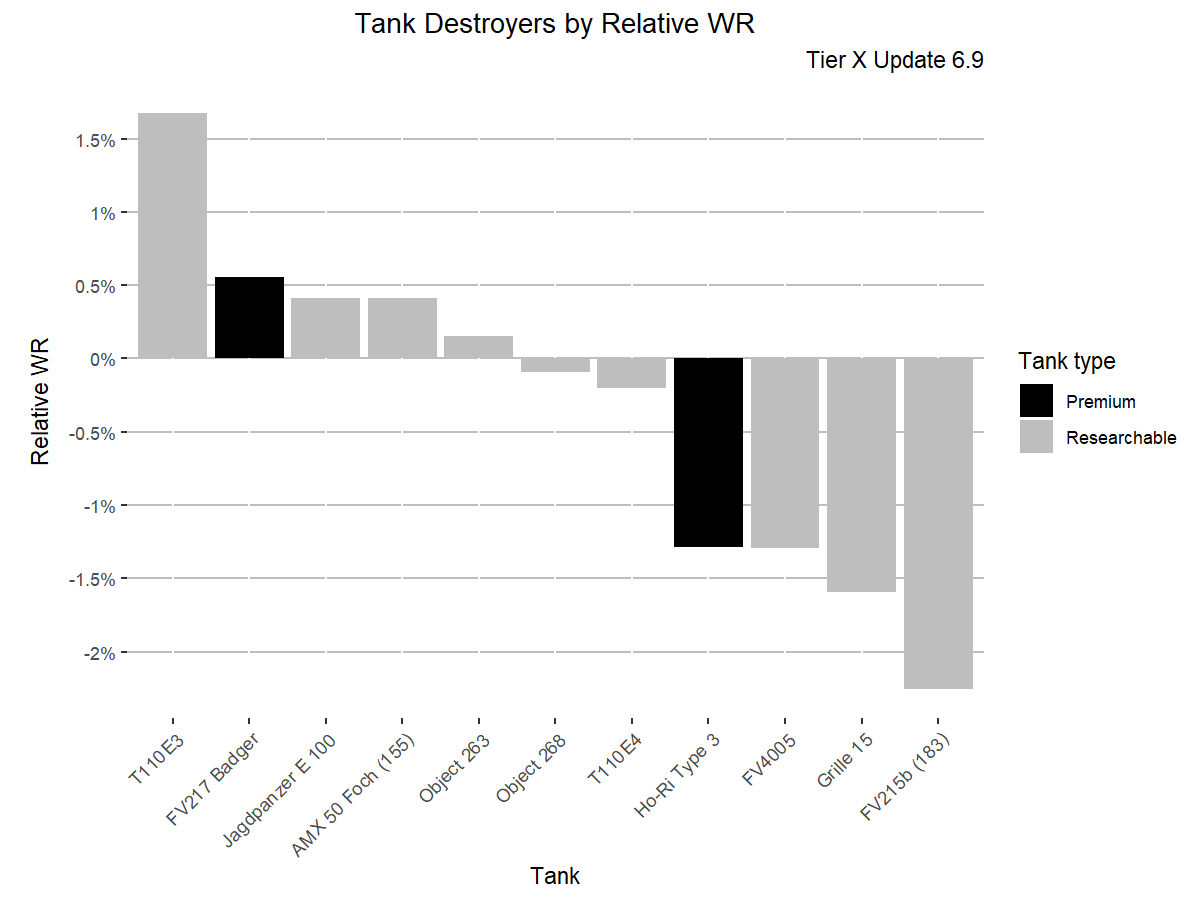 Tank Destroyers by Relative WR
Tier X Update 6.9
1.5%
1%
0.5%
0%
-0.5%
-1%
-1.5%
-2%
Relative WR
T110E3
FV217 Badger
Jagdpanzer E 100
AMX 50 Foch (155)
Object 263
Object 268
T110E4
Ho-Ri Type 3
FV4005
Grille 15
FV215b (183)
Tank
Tank type
Premium
Researchable